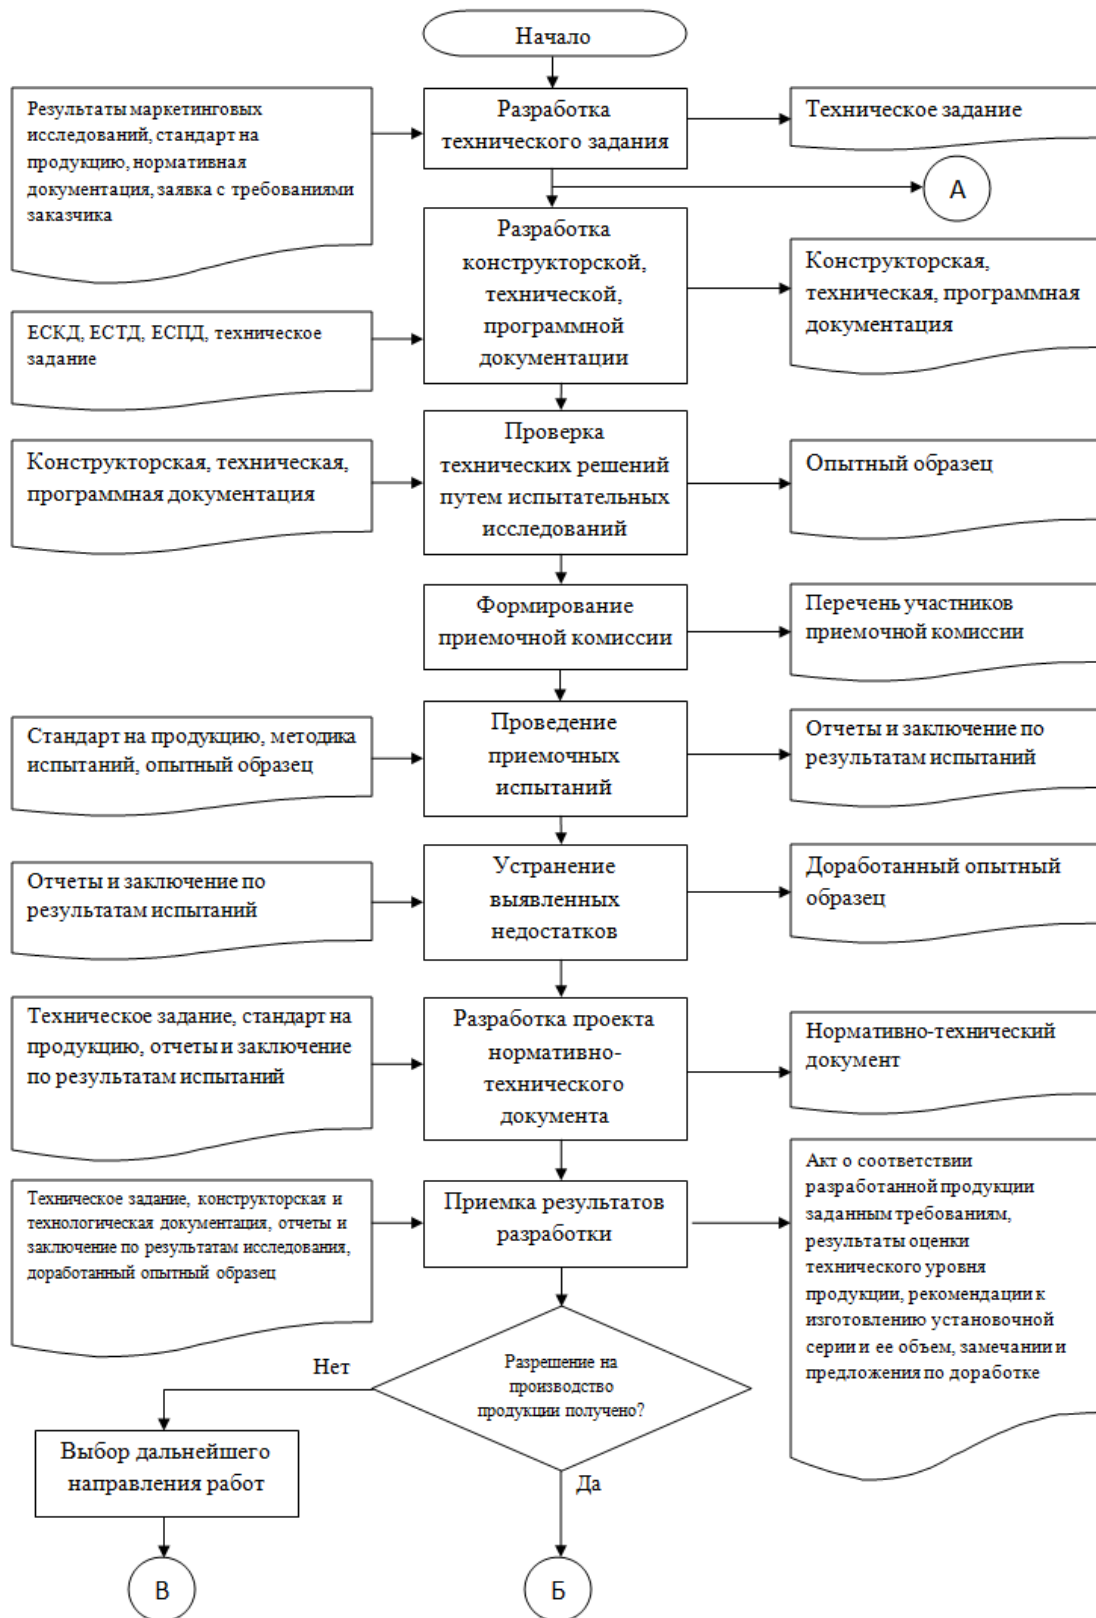 Начало
Результаты маркетинговых
исследований, стандарт на
продукцию, нормативная
документация, заявка с требованиями
заказчика
Разработка
технического задания
Техническое задание
А
Разработка
конструкторской,
технической,
программной
документации
Конструкторская,
техническая, программная
документация
ЕСКД, ЕСТД, ЕСПД, техническое
задание
Конструкторская, техническая,
программная документация
Проверка
технических решений
путем испытательных
исследований
Опытный образец
Формирование
приемочной комиссии
Перечень участников
приемочной комиссии
Стандарт на продукцию, методика
испытаний, опытный образец
Проведение
приемочных
испытаний
Отчеты и заключение по
результатам испытаний
Отчеты и заключение по
результатам испытаний
Устранение
выявленных
недостатков
Доработанный опытный
образец
Техническое задание, стандарт на
продукцию, отчеты и заключение
по результатам испытаний
Разработка проекта
нормативно-
технического
документа
Нормативно-технический
документ
Техническое задание, конструкторская и
технологическая документация, отчеты и
заключение по результатам исследования,
доработанный опытный образец
Приемка результатов
разработки
Акт о соответствии
разработанной продукции
заданным требованиям,
результаты оценки
технического уровня
продукции, рекомендации к
изготовлению установочной
серии и ее объем, замечании и
предложения по доработке
Нет
Разрешение на
производство
продукции получено?
Да
Выбор дальнейшего
направления работ
В
Б